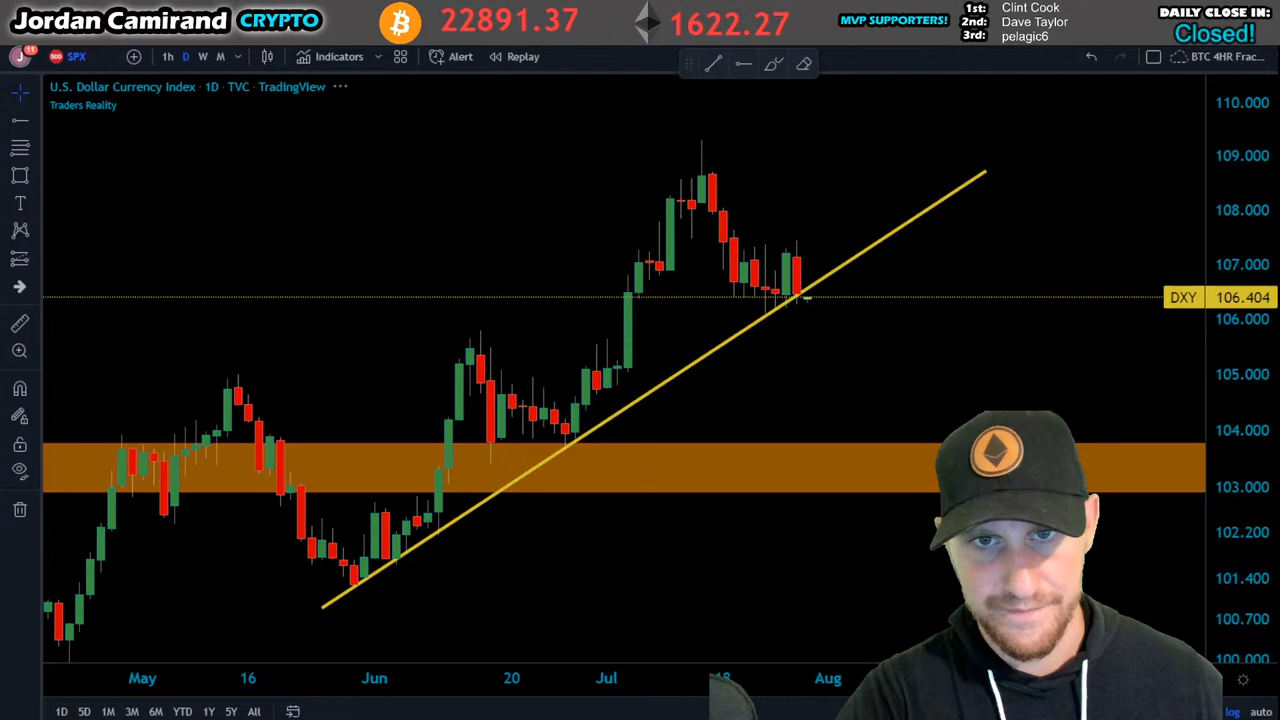 Jordan Camirand CRYPTO
22891.37
1622.27
MVP SUPPORTERS!
1st: Clint Cook
2nd: Dave Taylor
3rd: pelagic6
DAILY CLOSE IN:
Closed!
J 11
500 SPX
1h D W M
Indicators
Alert
Replay
BTC 4HR Frac...
U.S. Dollar Currency Index · 1D · TVC · TradingView ···
Traders Reality
110.000
109.000
108.000
107.000
DXY 106.404
106.000
105.000
104.000
103.000
102.200
101.400
100.700
100.000
May 16 Jun 20 Jul 18 Aug
1D 5D 1M 3M 6M YTD 1Y 5Y All
log auto